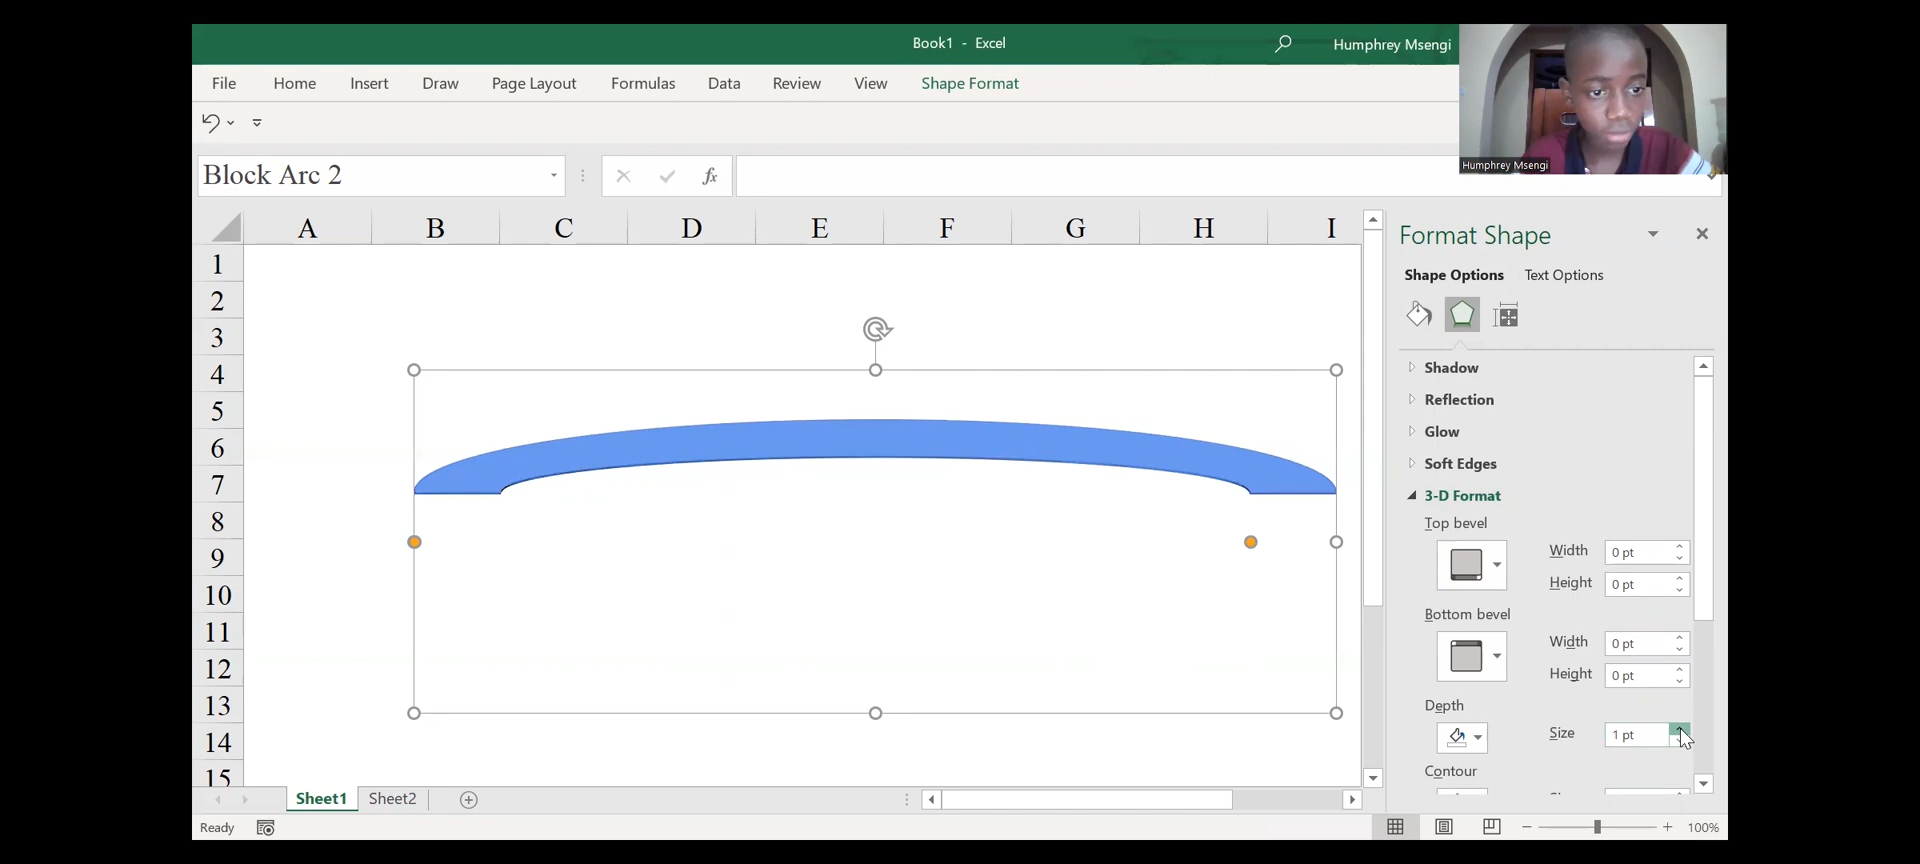 Book1 - Excel
Humphrey Msengi
File Home Insert Draw Page Layout Formulas Data Review View Shape Format
Humphrey Msengi
Block Arc 2
fx
A B C D E F G H I
1
2
3
4
5
6
7
8
9
10
11
12
13
14
15
Format Shape
Shape Options Text Options
Shadow
Reflection
Glow
Soft Edges
3-D Format
Top bevel
Width 0 pt
Height 0 pt
Bottom bevel
Width 0 pt
Height 0 pt
Depth
Size 1 pt
Contour
Sheet1 Sheet2
Ready
100%